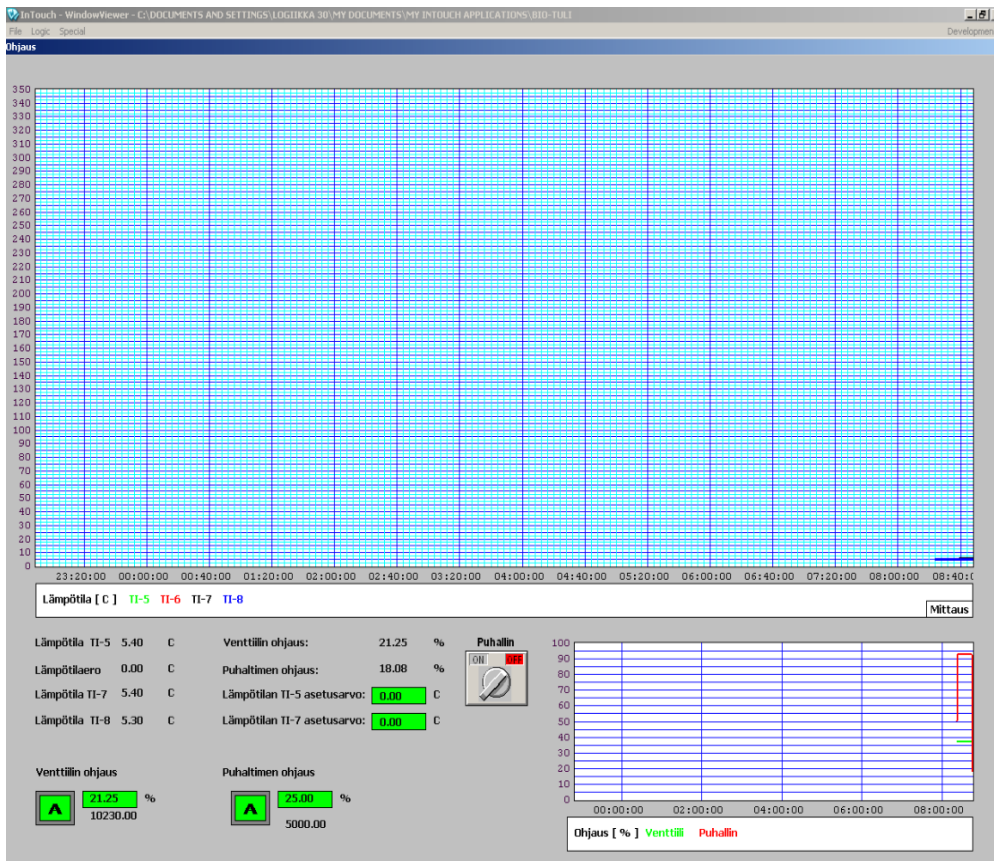 InTouch - WindowViewer - C:\DOCUMENTS AND SETTINGS\LOGIIKKA 30\MY DOCUMENTS\MY INTOUCH APPLICATIONS\BIO-TULI
File Logic Special Developmen
Ohjaus
350
340
330
320
310
300
290
280
270
260
250
240
230
220
210
200
190
180
170
160
150
140
130
120
110
100
90
80
70
60
50
40
30
20
10
0
23:20:00 00:00:00 00:40:00 01:20:00 02:00:00 02:40:00 03:20:00 04:00:00 04:40:00 05:20:00 06:00:00 06:40:00 07:20:00 08:00:00 08:40:0
Lämpötila [ C ] TI-5 TI-6 TI-7 TI-8
Mittaus
Lämpötila TI-5 5.40 C
Lämpötilaero 0.00 C
Lämpötila TI-7 5.40 C
Lämpötila TI-8 5.30 C
Venttiilin ohjaus: 21.25 %
Puhaltimen ohjaus: 18.08 %
Lämpötilan TI-5 asetusarvo: 0.00 C
Lämpötilan TI-7 asetusarvo: 0.00 C
Puhallin
ON OFF
Venttiilin ohjaus
A 21.25 %
10230.00
Puhaltimen ohjaus
A 25.00 %
5000.00
100
90
80
70
60
50
40
30
20
10
0
00:00:00 02:00:00 04:00:00 06:00:00 08:00:00
Ohjaus [ % ] Venttiili Puhallin